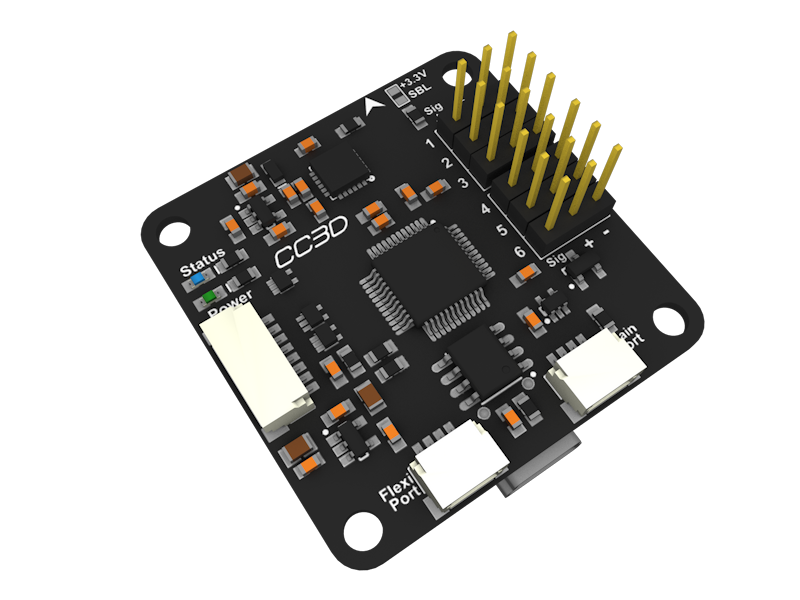 +3.3V
SBL
Sig
1
2
3
4
5
6
Sig + -
CC3D
Status
Power
Flexi
Port